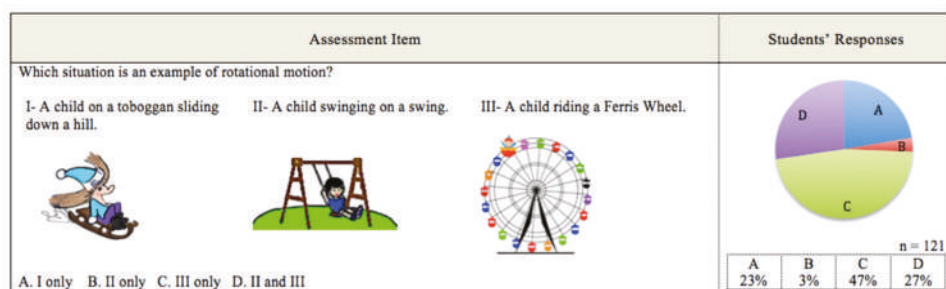 Assessment Item
Students' Responses
Which situation is an example of rotational motion?
I- A child on a toboggan sliding
down a hill.
II- A child swinging on a swing.
III- A child riding a Ferris Wheel.
A. I only B. II only C. III only D. II and III
D
A
B
C
n = 121
A B C D
23% 3% 47% 27%